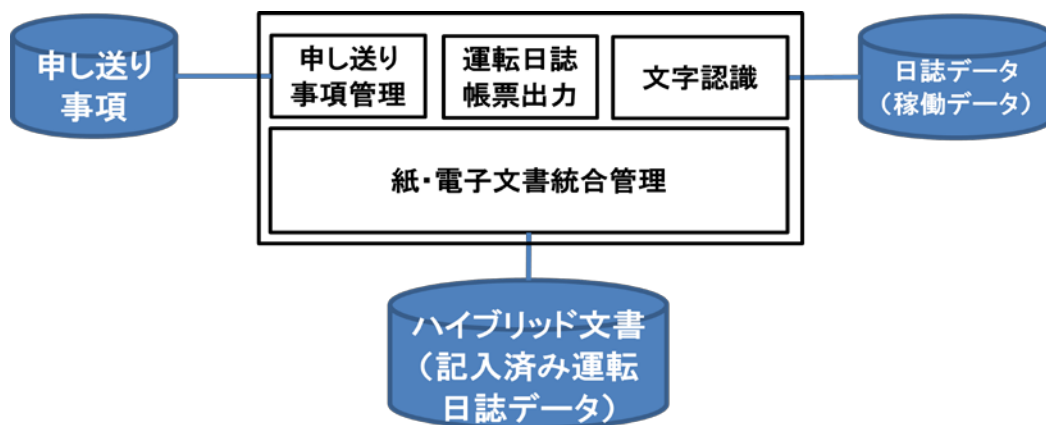 申し送り
事項
申し送り
事項管理
運転日誌
帳票出力
文字認識
日誌データ
（稼働データ）
紙・電子文書統合管理
ハイブリッド文書
（記入済み運転
日誌データ）